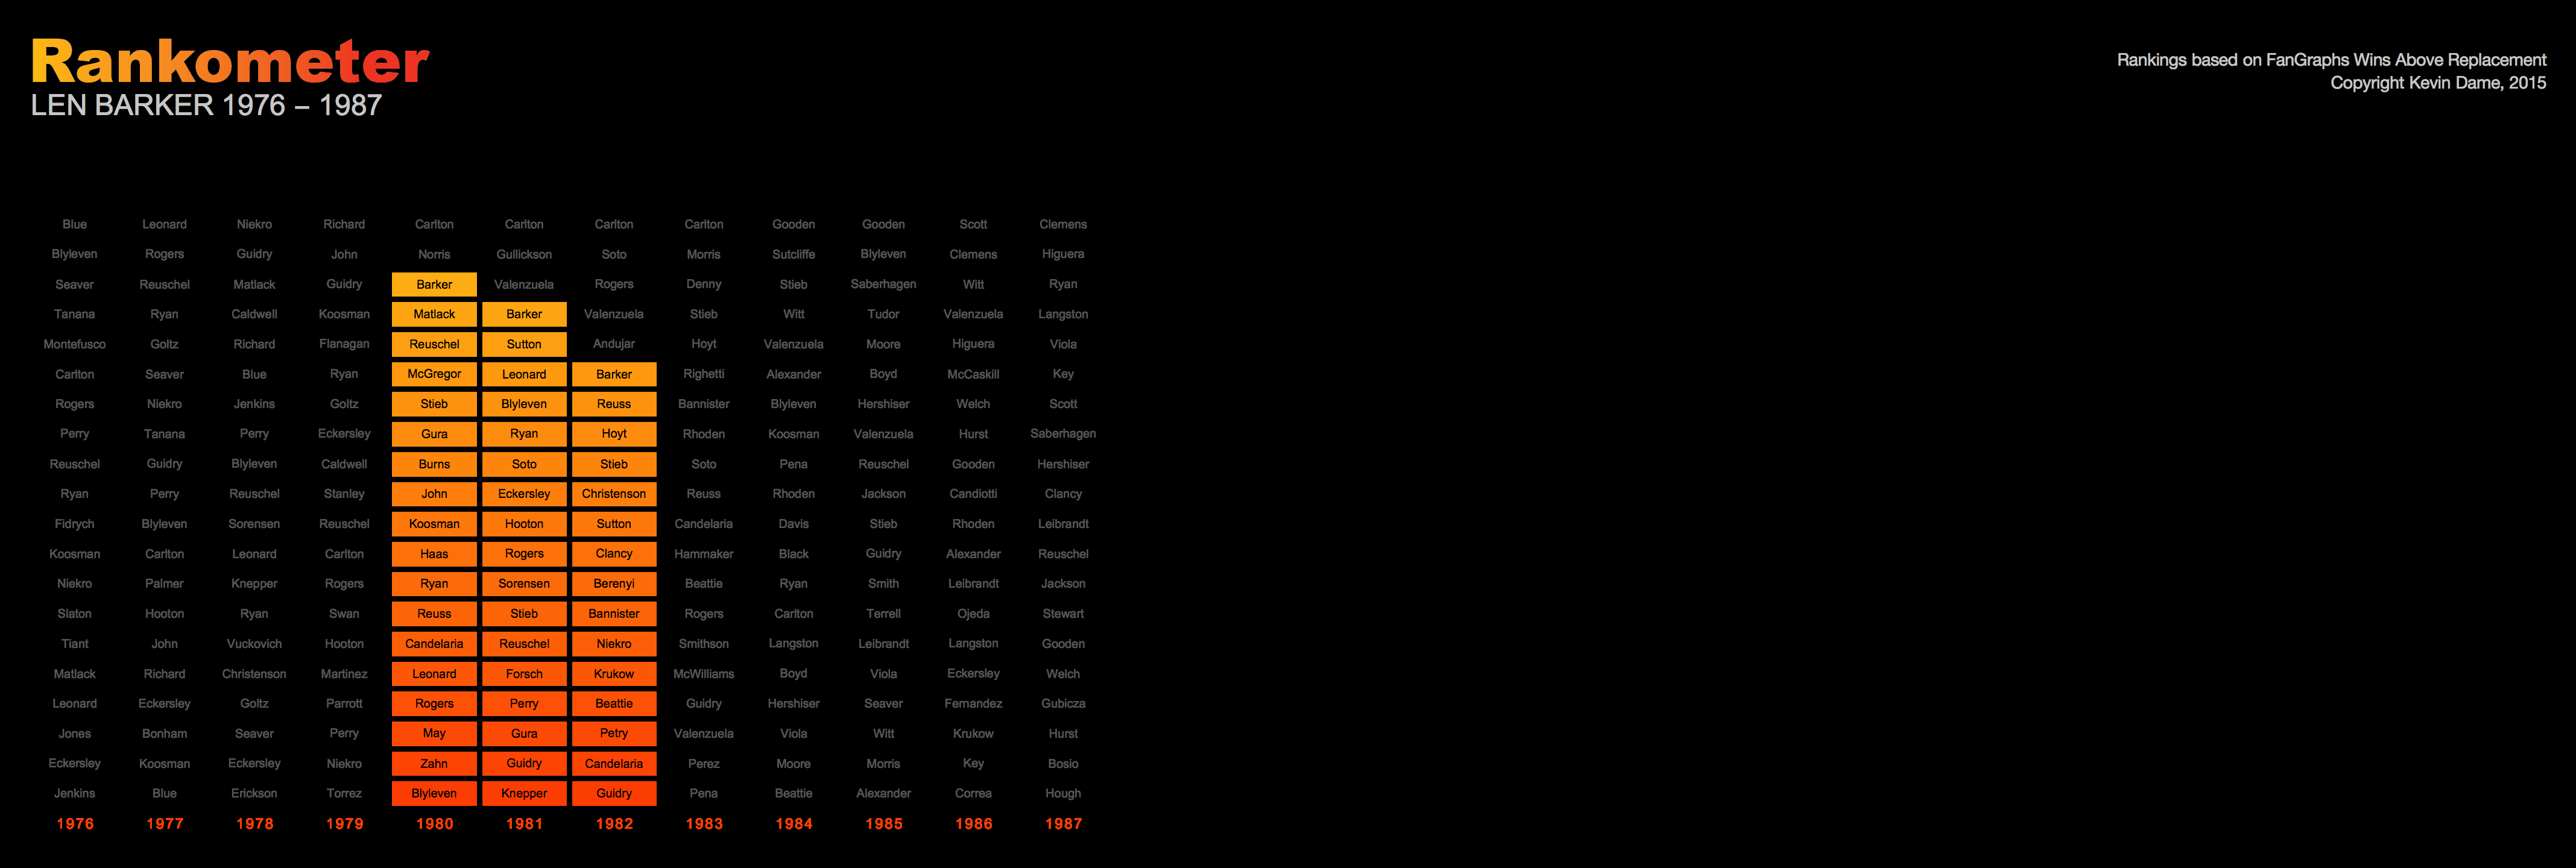 Rankometer
LEN BARKER 1976 – 1987
Rankings based on FanGraphs Wins Above Replacement
Copyright Kevin Dame, 2015
Blue Leonard Niekro Richard Carlton Carlton Carlton Carlton Gooden Gooden Scott Clemens
Blyleven Rogers Guidry John Norris Gullickson Soto Morris Sutcliffe Blyleven Clemens Higuera
Seaver Reuschel Matlack Guidry Barker Valenzuela Rogers Denny Stieb Saberhagen Witt Ryan
Tanana Ryan Caldwell Koosman Matlack Barker Valenzuela Stieb Witt Tudor Valenzuela Langston
Montefusco Goltz Richard Flanagan Reuschel Sutton Andujar Hoyt Valenzuela Moore Higuera Viola
Carlton Seaver Blue Ryan McGregor Leonard Barker Righetti Alexander Boyd McCaskill Key
Rogers Niekro Jenkins Goltz Stieb Blyleven Reuss Bannister Blyleven Hershiser Welch Scott
Perry Tanana Perry Eckersley Gura Ryan Hoyt Rhoden Koosman Valenzuela Hurst Saberhagen
Reuschel Guidry Blyleven Caldwell Burns Soto Stieb Soto Pena Reuschel Gooden Hershiser
Ryan Perry Reuschel Stanley John Eckersley Christenson Reuss Rhoden Jackson Candiotti Clancy
Fidrych Blyleven Sorensen Reuschel Koosman Hooton Sutton Candelaria Davis Stieb Rhoden Leibrandt
Koosman Carlton Leonard Carlton Haas Rogers Clancy Hammaker Black Guidry Alexander Reuschel
Niekro Palmer Knepper Rogers Ryan Sorensen Berenyi Beattie Ryan Smith Leibrandt Jackson
Slaton Hooton Ryan Swan Reuss Stieb Bannister Rogers Carlton Terrell Ojeda Stewart
Tiant John Vuckovich Hooton Candelaria Reuschel Niekro Smithson Langston Leibrandt Langston Gooden
Matlack Richard Christenson Martinez Leonard Forsch Krukow McWilliams Boyd Viola Eckersley Welch
Leonard Eckersley Goltz Parrott Rogers Perry Beattie Guidry Hershiser Seaver Fernandez Gubicza
Jones Bonham Seaver Perry May Gura Petry Valenzuela Viola Witt Krukow Hurst
Eckersley Koosman Eckersley Niekro Zahn Guidry Candelaria Perez Moore Morris Key Bosio
Jenkins Blue Erickson Torrez Blyleven Knepper Guidry Pena Beattie Alexander Correa Hough
1976 1977 1978 1979 1980 1981 1982 1983 1984 1985 1986 1987